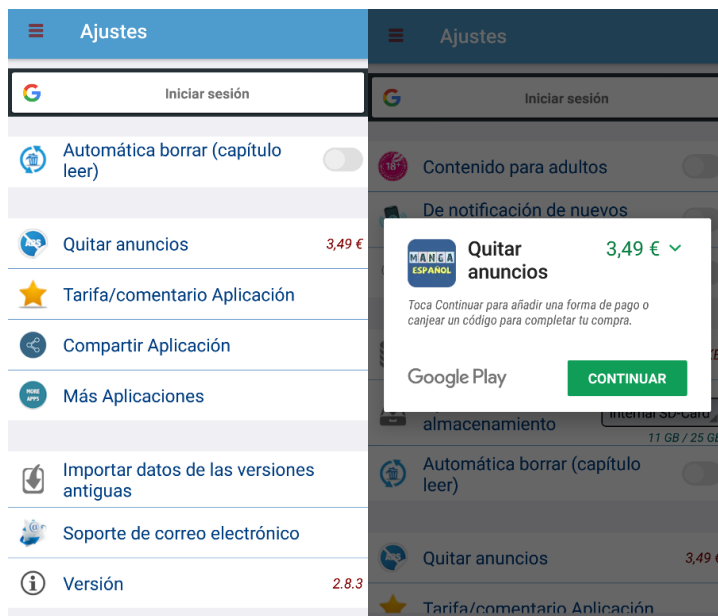 Ajustes
Iniciar sesión
Automática borrar (capítulo
leer)
Quitar anuncios
3,49 €
Tarifa/comentario Aplicación
Compartir Aplicación
MORE
APPS
Más Aplicaciones
Importar datos de las versiones
antiguas
Soporte de correo electrónico
Versión
2.8.3
Ajustes
Iniciar sesión
18+
Contenido para adultos
De notificación de nuevos
MANGA
ESPAÑOL
Quitar
anuncios
3,49 €
Toca Continuar para añadir una forma de pago o
canjear un código para completar tu compra.
Google Play
CONTINUAR
almacenamiento
Internal SD-Card
11 GB / 25 GB
Automática borrar (capítulo
leer)
Quitar anuncios
3,49 €
Tarifa/comentario Aplicación